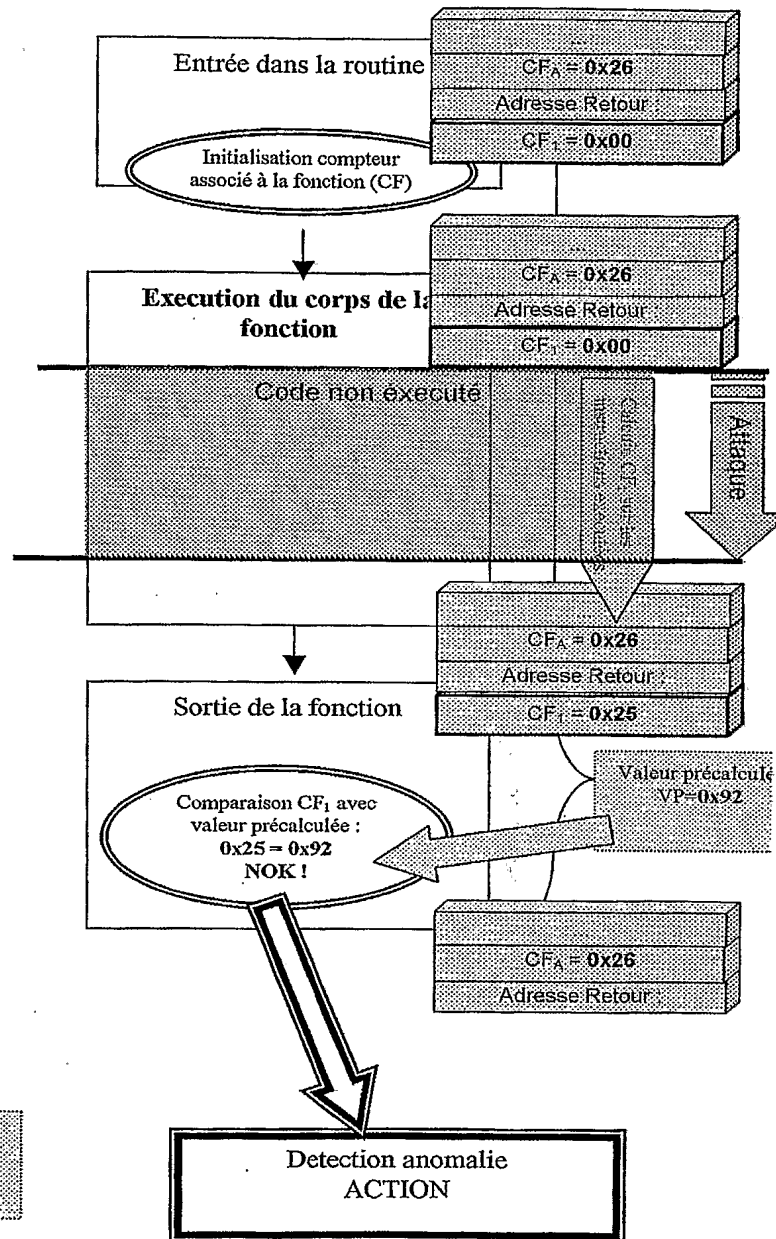 Entrée dans la routine
...
CFA = 0x26
Adresse Retour :
CF1 = 0x00
Initialisation compteur
associé à la fonction (CF)
...
CFA = 0x26
Adresse Retour
CF1 = 0x00
Execution du corps de la
fonction
Code non exécuté
Attaque
CFA = 0x26
Adresse Retour :
CF1 = 0x25
Sortie de la fonction
Valeur précalculée
VP=0x92
Comparaison CF1 avec
valeur précalculée :
0x25 = 0x92
NOK !
...
CFA = 0x26
Adresse Retour :
Detection anomalie
ACTION